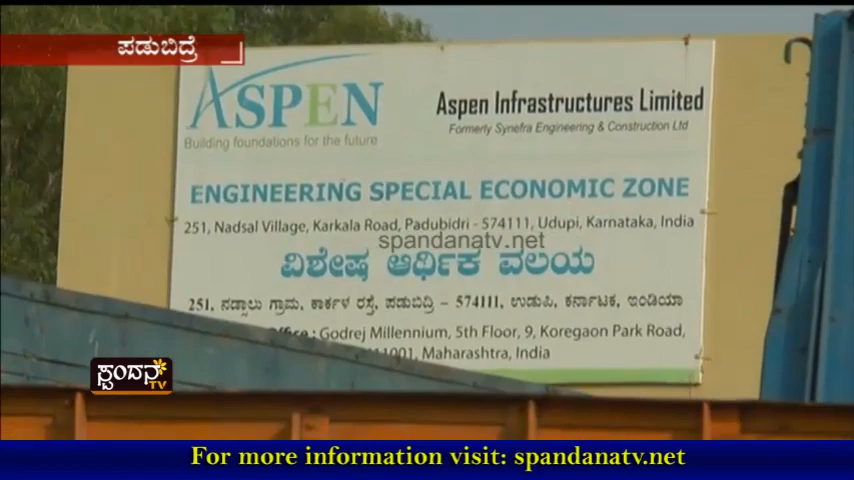 ಪಡುಬಿದ್ರೆ
ASPEN
Building foundations for the future
Aspen Infrastructures Limited
Formerly Synefra Engineering & Construction Ltd
ENGINEERING SPECIAL ECONOMIC ZONE
251, Nadsal Village, Karkala Road, Padubidri - 574111, Udupi, Karnataka, India
spandanatv.net
ವಿಶೇಷ ಆರ್ಥಿಕ ವಲಯ
251, ನಡ್ಸಾಲು ಗ್ರಾಮ, ಕಾರ್ಕಳ ರಸ್ತೆ, ಪಡುಬಿದ್ರಿ – 574111, ಉಡುಪಿ, ಕರ್ನಾಟಕ, ಇಂಡಿಯಾ
: Godrej Millennium, 5th Floor, 9, Koregaon Park Road,
Maharashtra, India
ಸ್ಪಂದನ TV
For more information visit: spandanatv.net